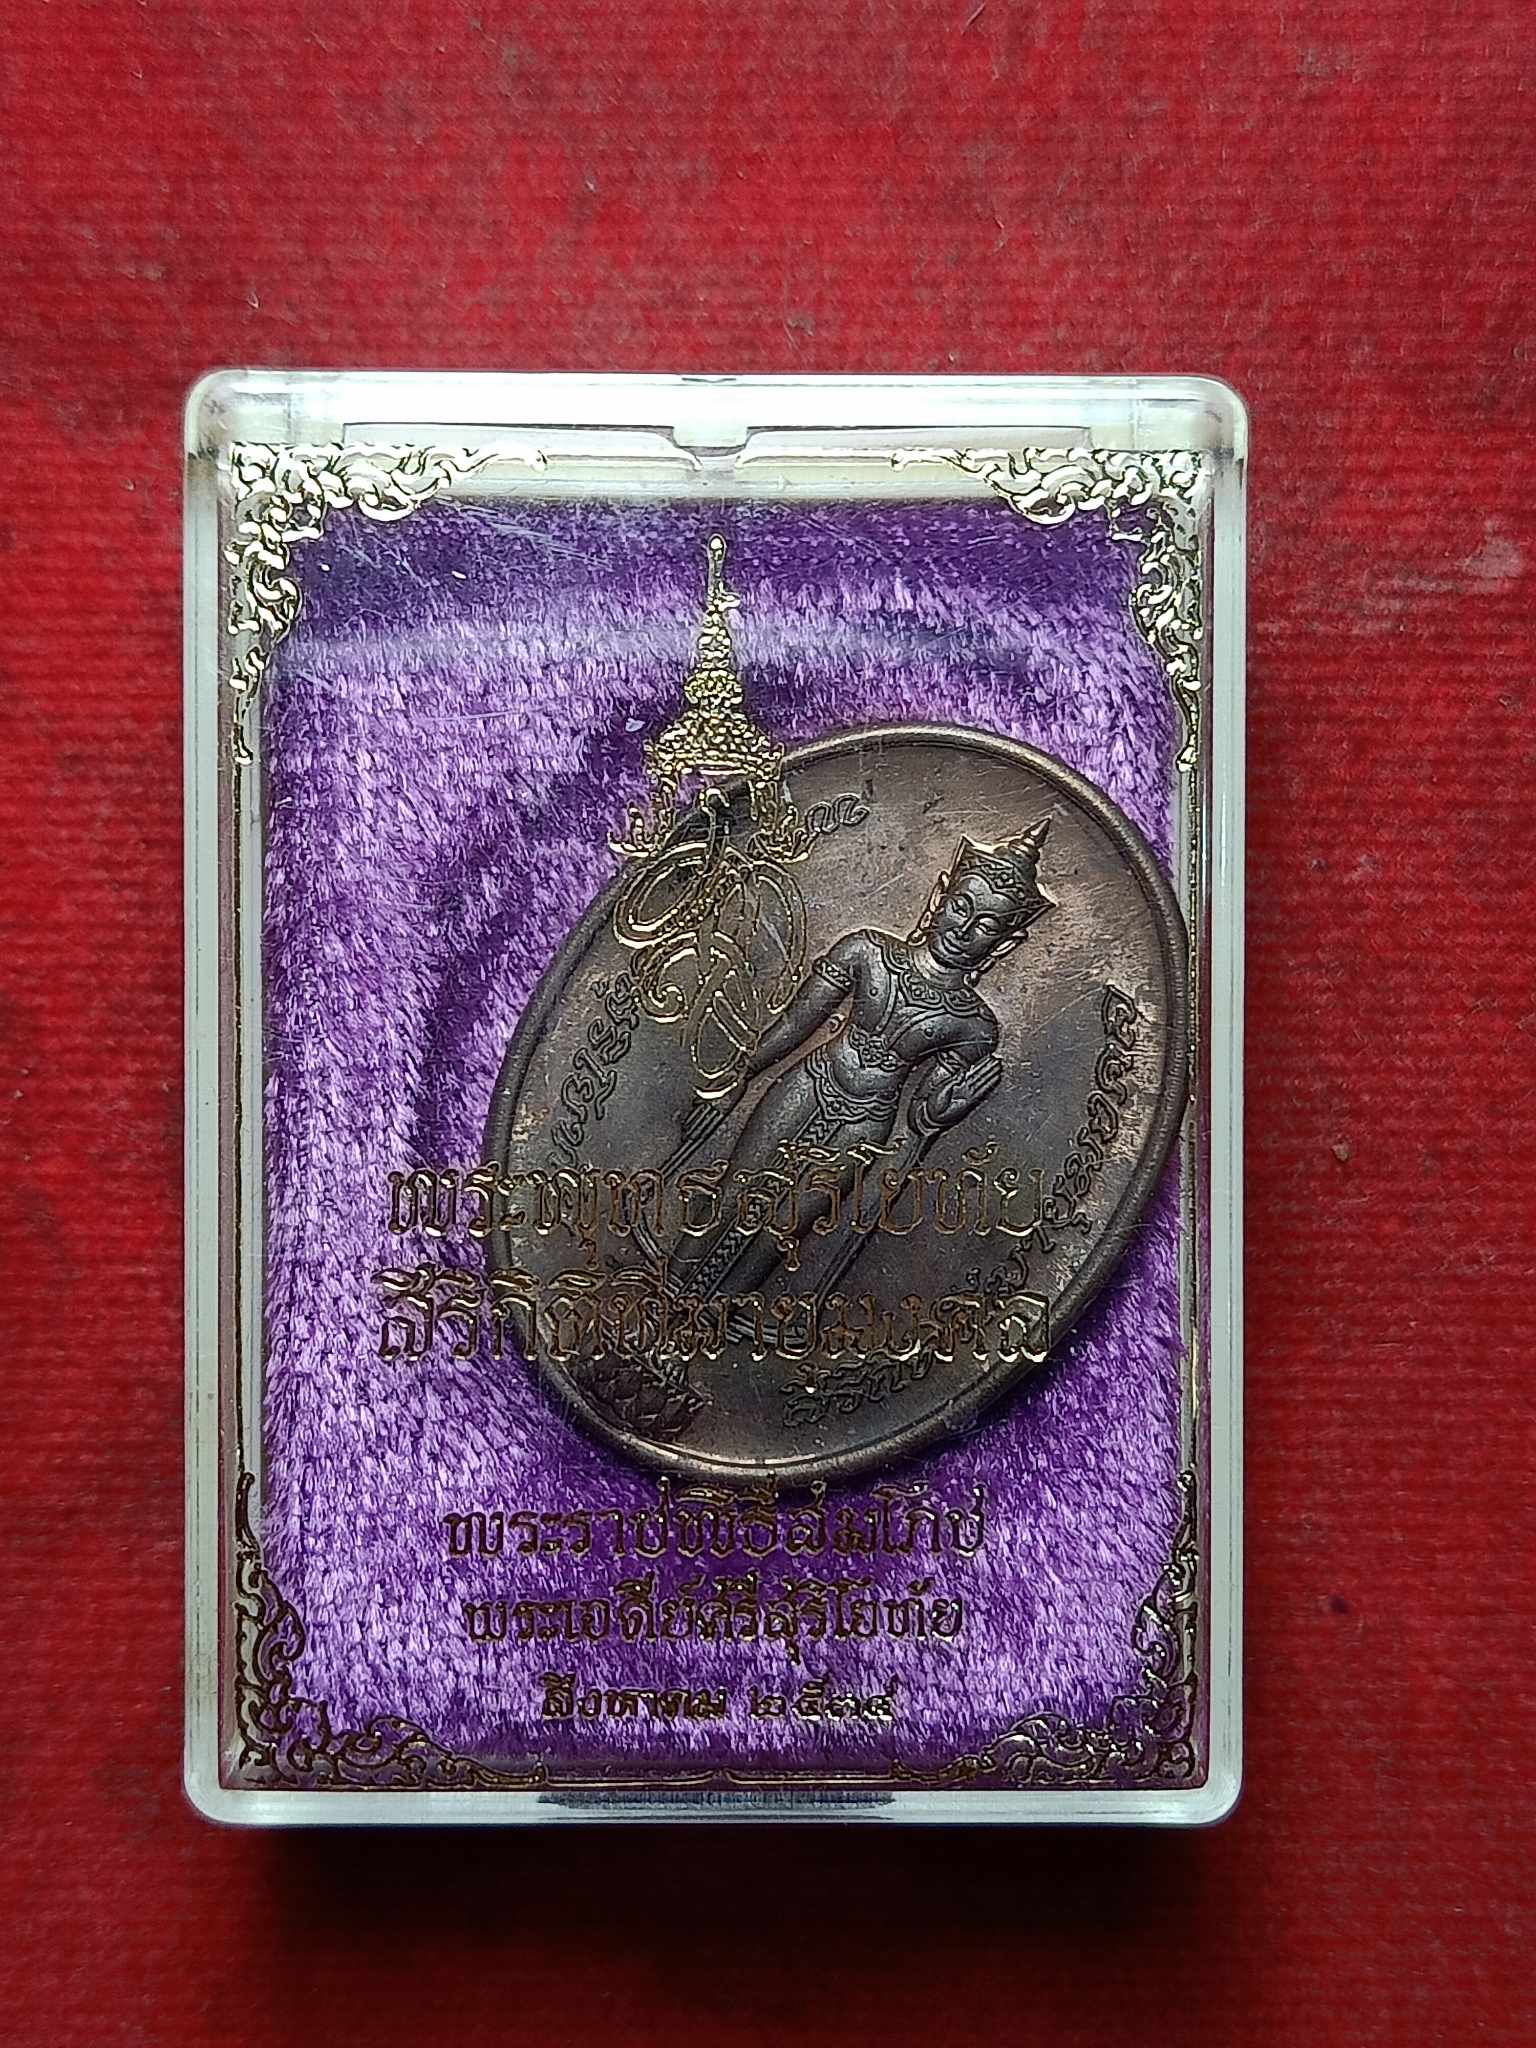 พระพุทธสุริโยทัย
สิริกิติ์ทีฆายุมงคล
พระราชพิธีสมโภช
พระเจดีย์ศรีสุริโยทัย
สิงหาคม ๒๕๓๔